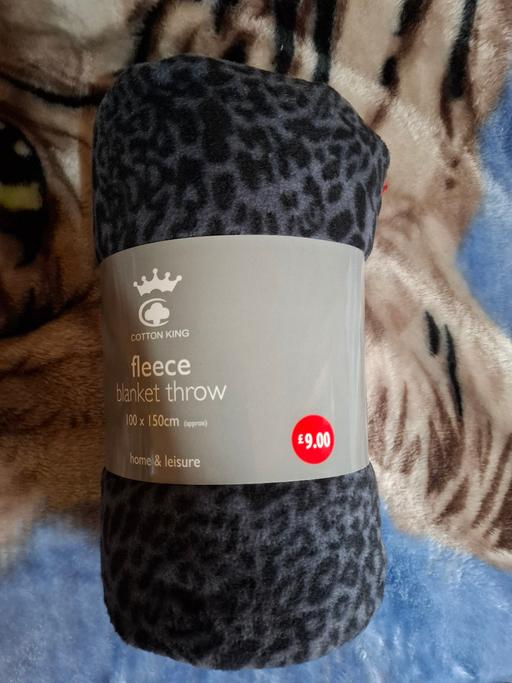 COTTON KING
fleece
blanket throw
100 x 150cm (approx)
home & leisure
£9.00